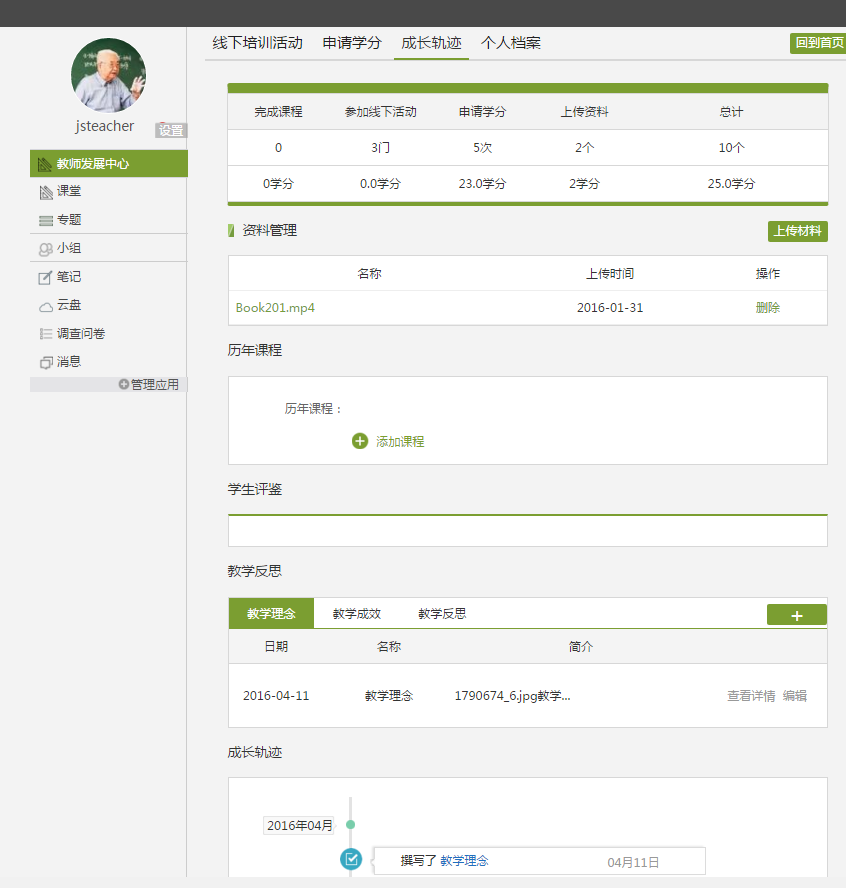 线下培训活动 申请学分 成长轨迹 个人档案 回到首页
jsteacher
设置
教师发展中心
课堂
专题
小组
笔记
云盘
调查问卷
消息
管理应用
完成课程 参加线下活动 申请学分 上传资料 总计
0 3门 5次 2个 10个
0学分 0.0学分 23.0学分 2学分 25.0学分
资料管理 上传材料
名称 上传时间 操作
Book201.mp4 2016-01-31 删除
历年课程
历年课程：
添加课程
学生评鉴
教学反思
教学理念 教学成效 教学反思
日期 名称 简介
2016-04-11 教学理念 1790674_6.jpg教学... 查看详情 编辑
成长轨迹
2016年04月
撰写了 教学理念 04月11日